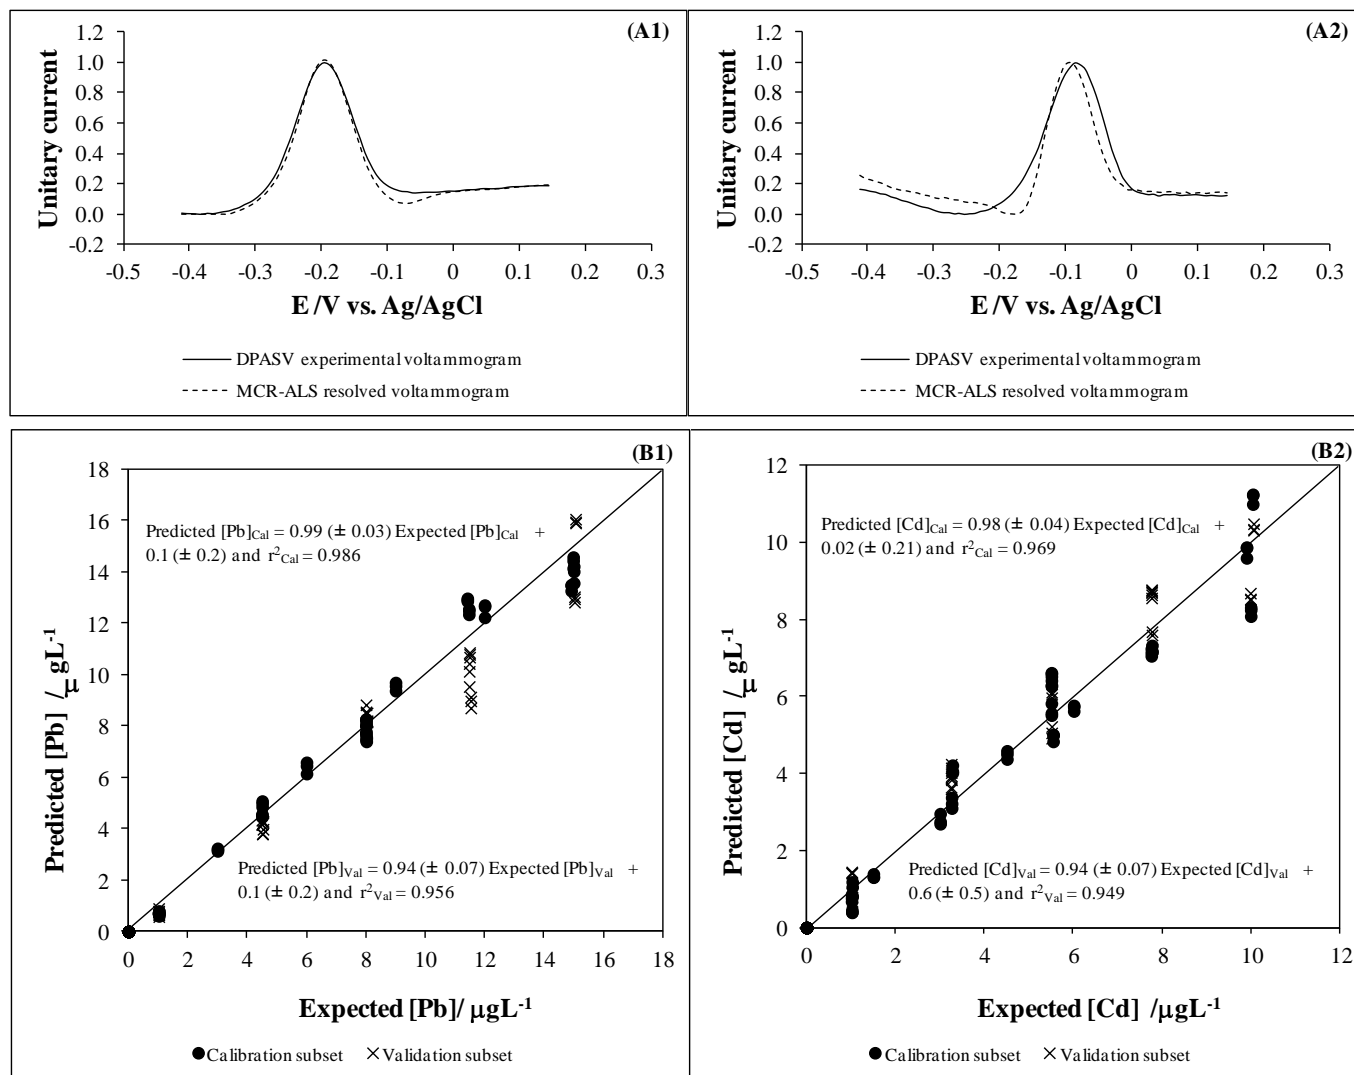 (A1)
1.2
1.0
0.8
0.6
0.4
0.2
0.0
-0.2
Unitary current
-0.5 -0.4 -0.3 -0.2 -0.1 0 0.1 0.2 0.3
E /V vs. Ag/AgCl
DPASV experimental voltammogram
MCR-ALS resolved voltammogram
(A2)
1.2
1.0
0.8
0.6
0.4
0.2
0.0
-0.2
Unitary current
-0.5 -0.4 -0.3 -0.2 -0.1 0 0.1 0.2 0.3
E /V vs. Ag/AgCl
DPASV experimental voltammogram
MCR-ALS resolved voltammogram
(B1)
18
16
14
12
10
8
6
4
2
0
Predicted [Pb] /μgL-1
Predicted [Pb]Cal = 0.99 (± 0.03) Expected [Pb]Cal +
0.1 (± 0.2) and r2Cal = 0.986
Predicted [Pb]Val = 0.94 (± 0.07) Expected [Pb]Val +
0.1 (± 0.2) and r2Val = 0.956
0 2 4 6 8 10 12 14 16 18
Expected [Pb]/ μgL-1
Calibration subset Validation subset
(B2)
12
10
8
6
4
2
0
Predicted [Cd] /μgL-1
Predicted [Cd]Cal = 0.98 (± 0.04) Expected [Cd]Cal +
0.02 (± 0.21) and r2Cal = 0.969
Predicted [Cd]Val = 0.94 (± 0.07) Expected [Cd]Val +
0.6 (± 0.5) and r2Val = 0.949
0 2 4 6 8 10 12
Expected [Cd] /μgL-1
Calibration subset Validation subset